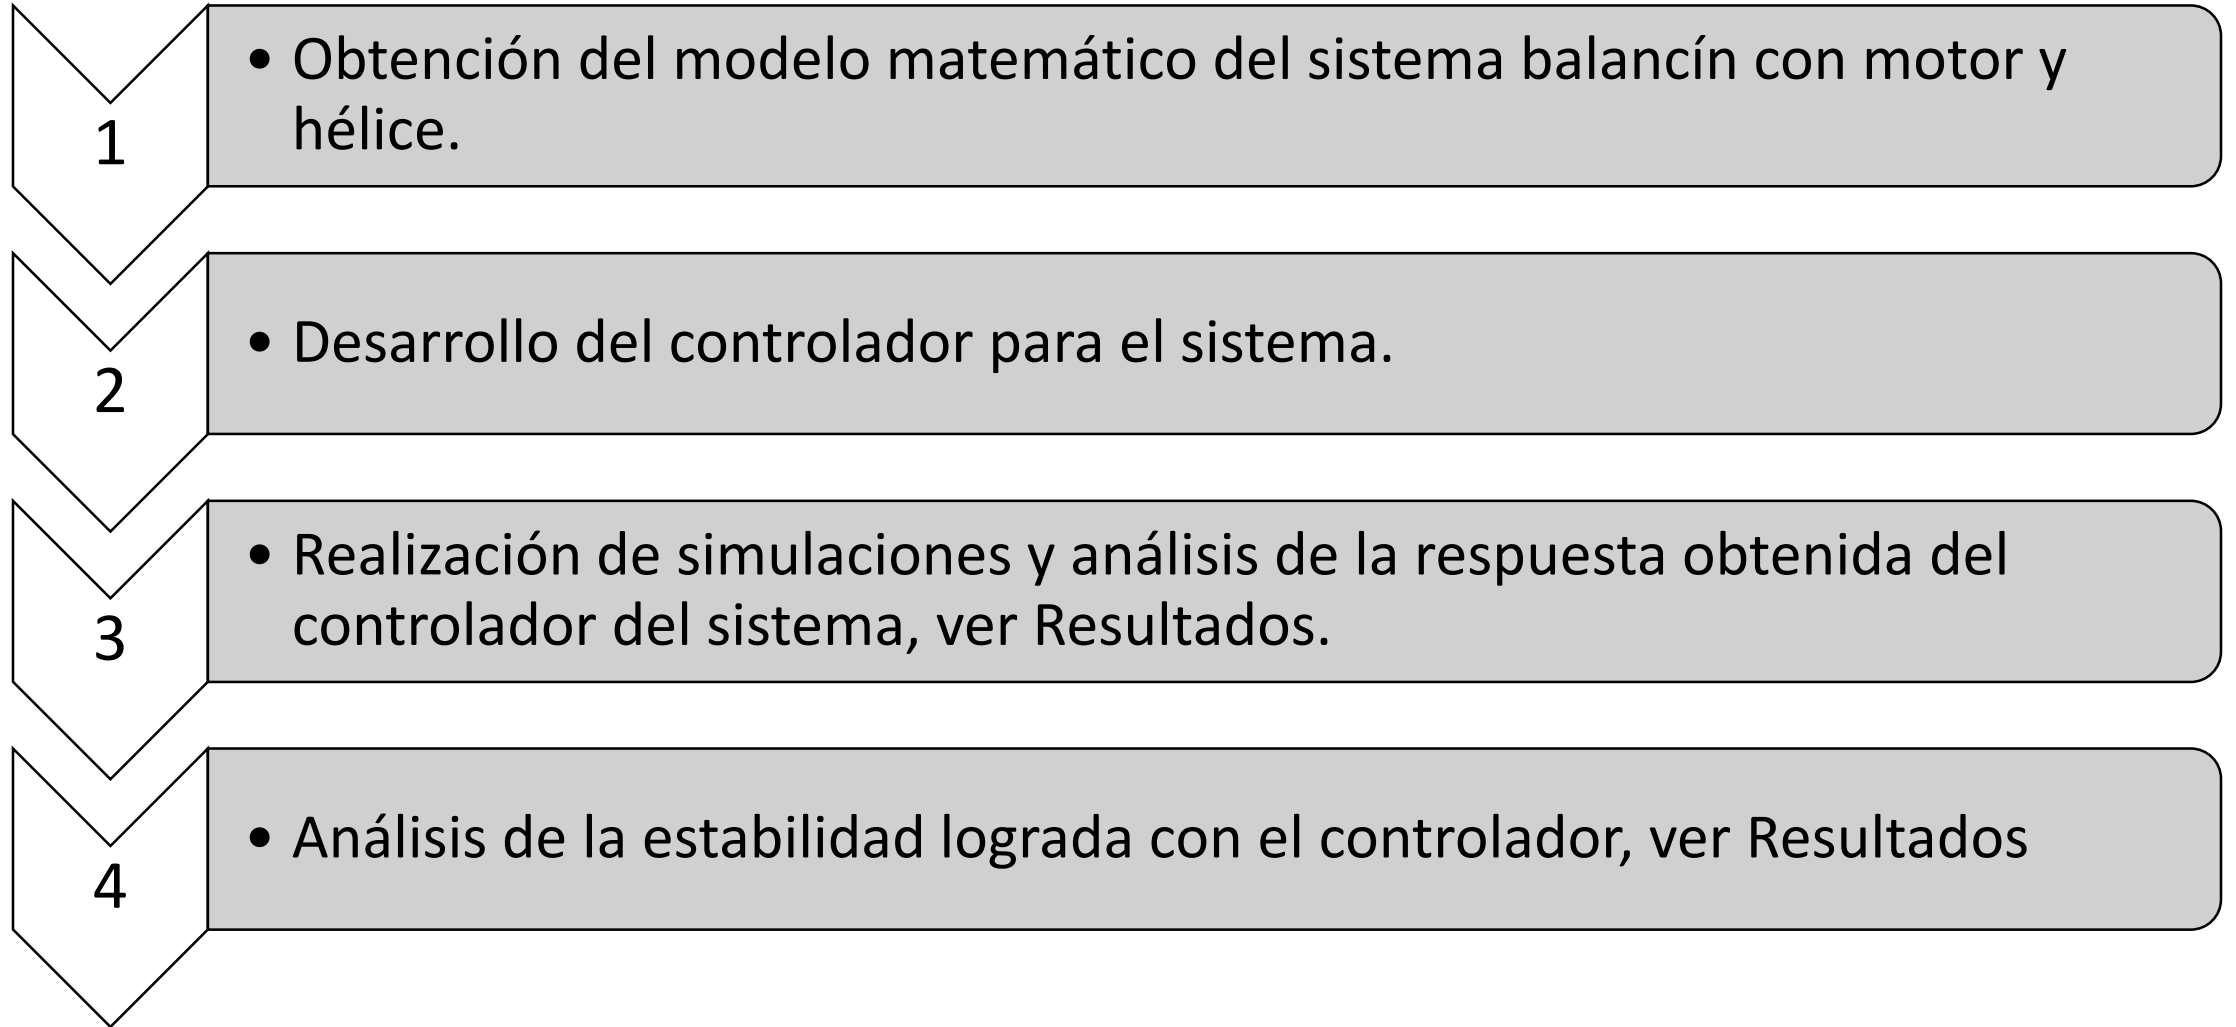 1
• Obtención del modelo matemático del sistema balancín con motor y
hélice.
2
• Desarrollo del controlador para el sistema.
3
• Realización de simulaciones y análisis de la respuesta obtenida del
controlador del sistema, ver Resultados.
4
• Análisis de la estabilidad lograda con el controlador, ver Resultados